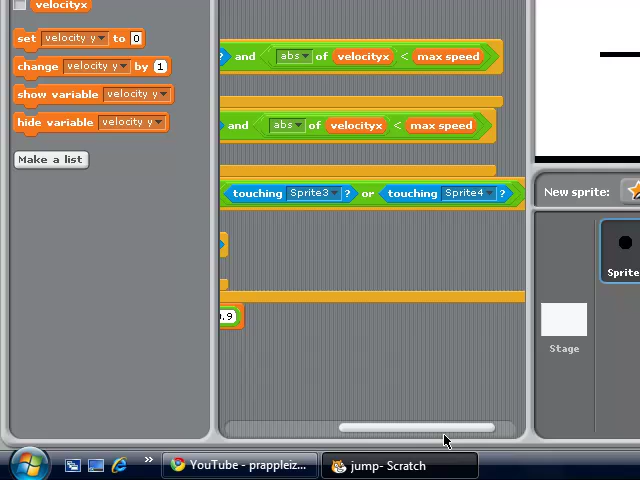 velocityx
set velocity y to 0
change velocity y by 1
show variable velocity y
hide variable velocity y
Make a list
? and abs of velocityx < max speed
and abs of velocityx < max speed
touching Sprite3 ? or touching Sprite4 ?
.9
New sprite:
Sprite
Stage
» YouTube - prappleiz... jump- Scratch